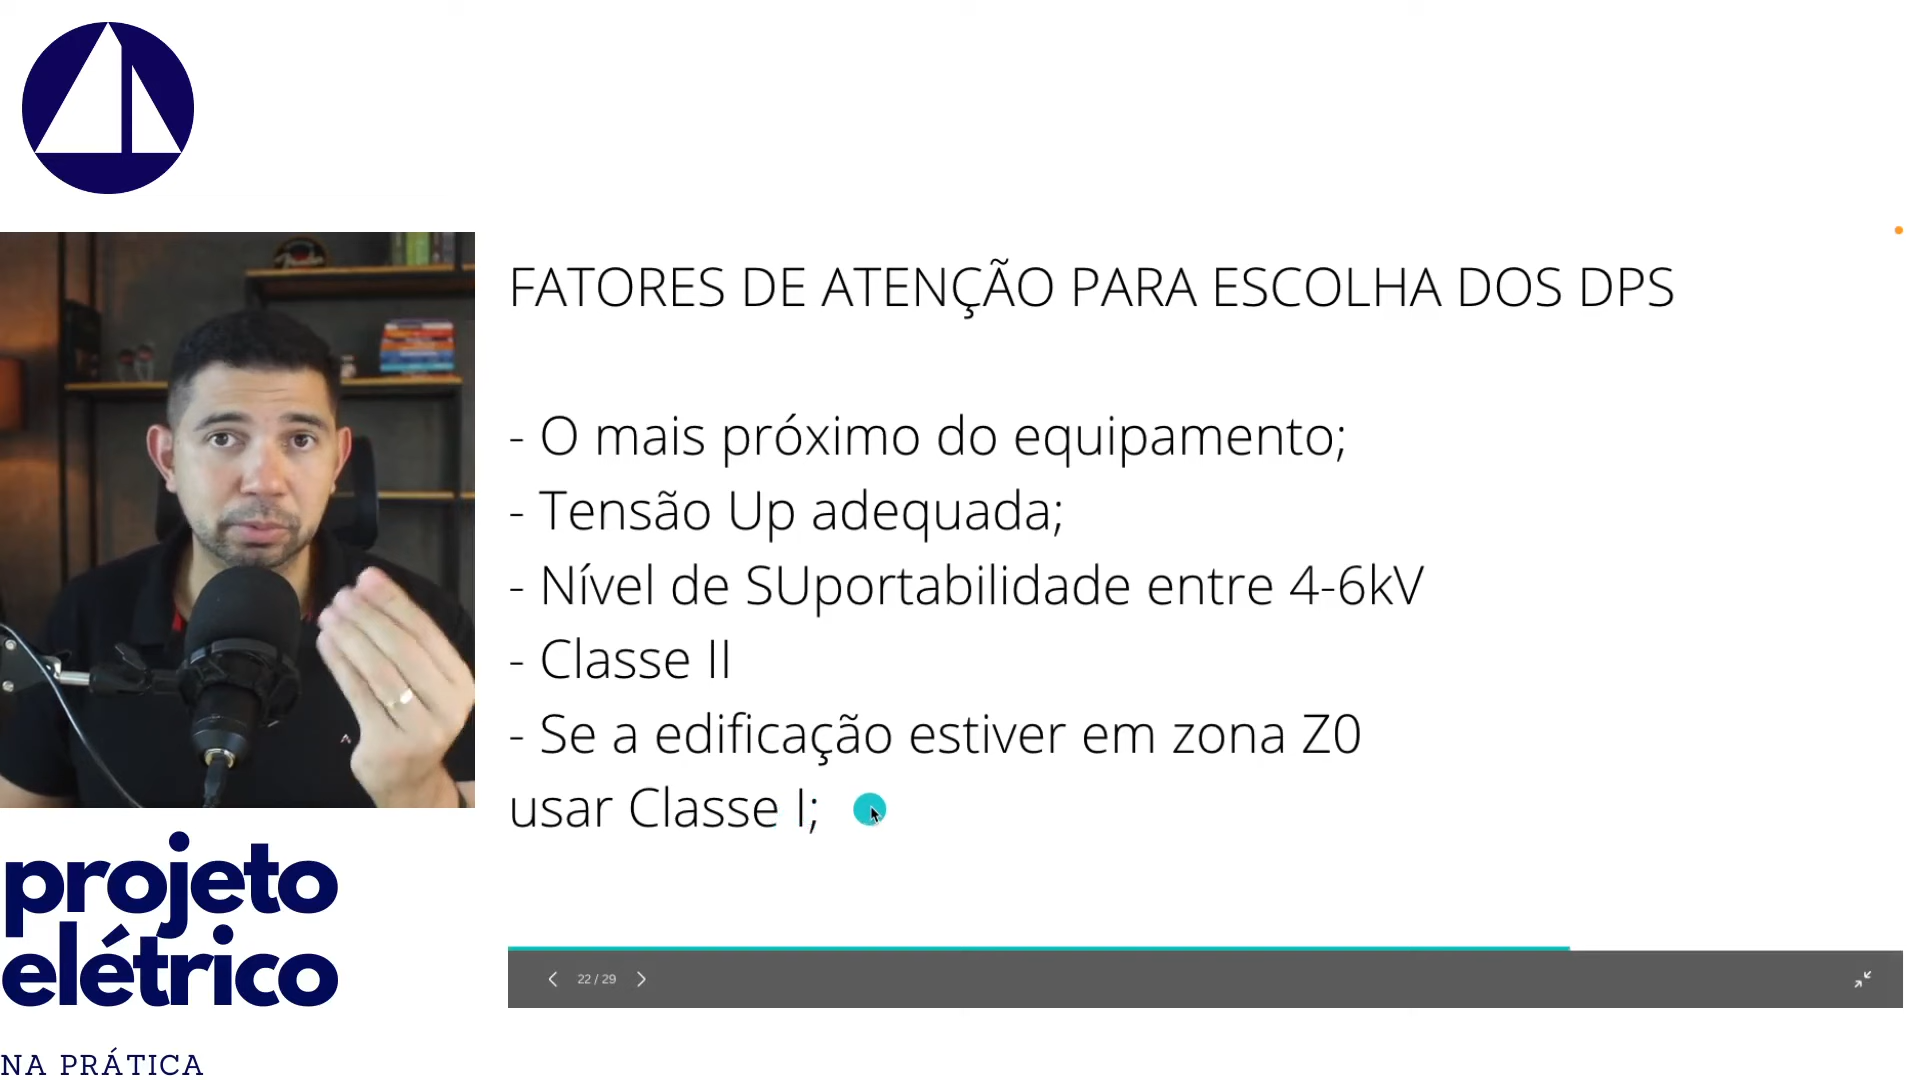 FATORES DE ATENÇÃO PARA ESCOLHA DOS DPS
- O mais próximo do equipamento;
- Tensão Up adequada;
- Nível de SUportabilidade entre 4-6kV
- Classe II
- Se a edificação estiver em zona Z0
usar Classe I;
22 / 29
projeto
elétrico
NA PRÁTICA
Fender